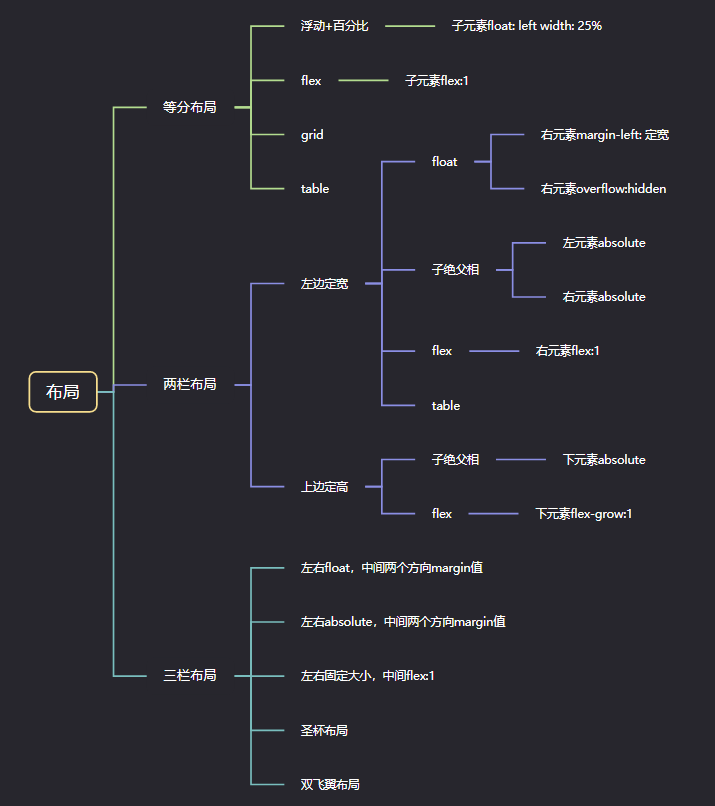 布局
等分布局
浮动+百分比
子元素float: left width: 25%
flex
子元素flex:1
grid
table
两栏布局
左边定宽
float
右元素margin-left: 定宽
右元素overflow:hidden
子绝父相
左元素absolute
右元素absolute
flex
右元素flex:1
table
上边定高
子绝父相
下元素absolute
flex
下元素flex-grow:1
三栏布局
左右float，中间两个方向margin值
左右absolute，中间两个方向margin值
左右固定大小，中间flex:1
圣杯布局
双飞翼布局